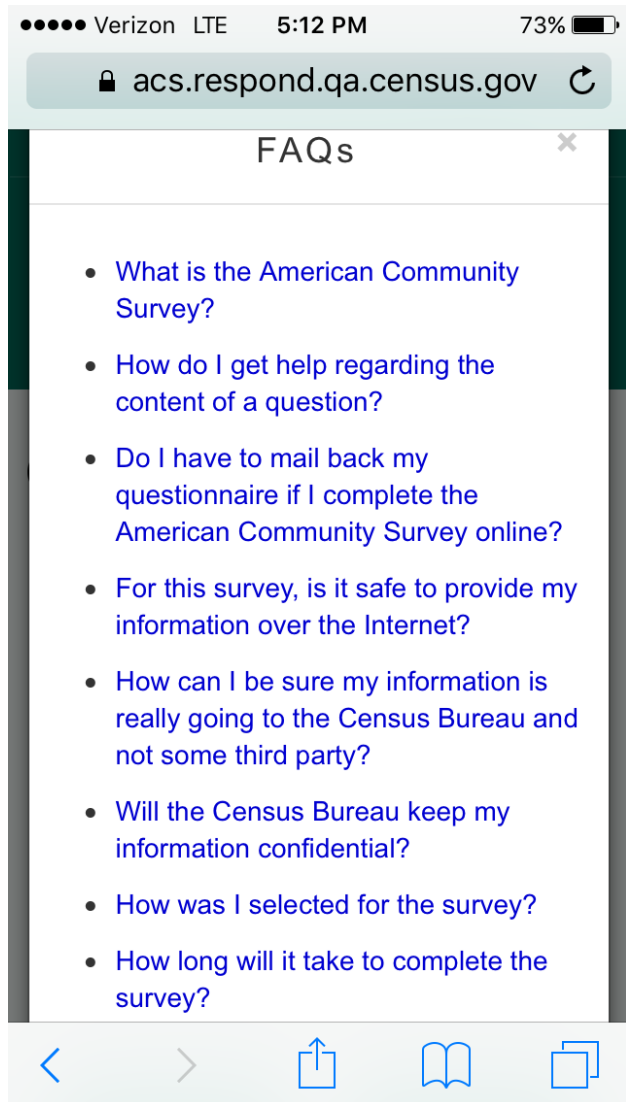 Verizon LTE 5:12 PM 73%
acs.respond.qa.census.gov
FAQs ×
• What is the American Community
Survey?
• How do I get help regarding the
content of a question?
• Do I have to mail back my
questionnaire if I complete the
American Community Survey online?
• For this survey, is it safe to provide my
information over the Internet?
• How can I be sure my information is
really going to the Census Bureau and
not some third party?
• Will the Census Bureau keep my
information confidential?
• How was I selected for the survey?
• How long will it take to complete the
survey?